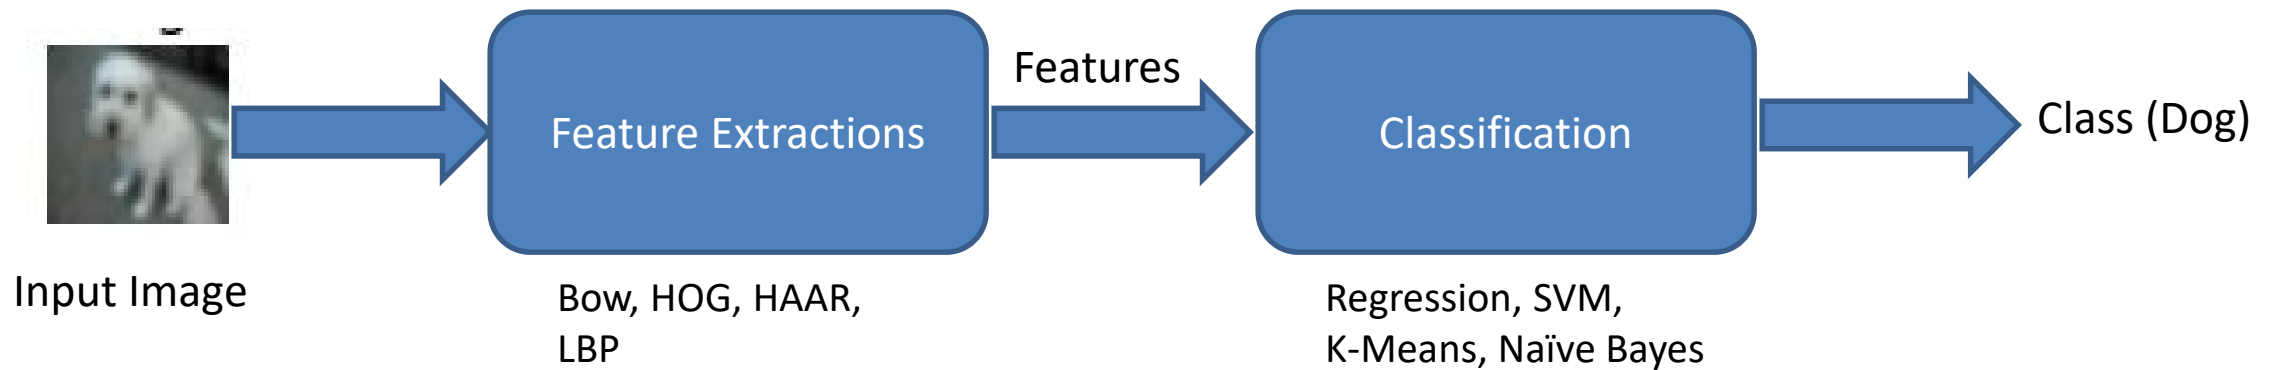 Input Image
Feature Extractions
Bow, HOG, HAAR,
LBP
Features
Classification
Regression, SVM,
K-Means, Naïve Bayes
Class (Dog)